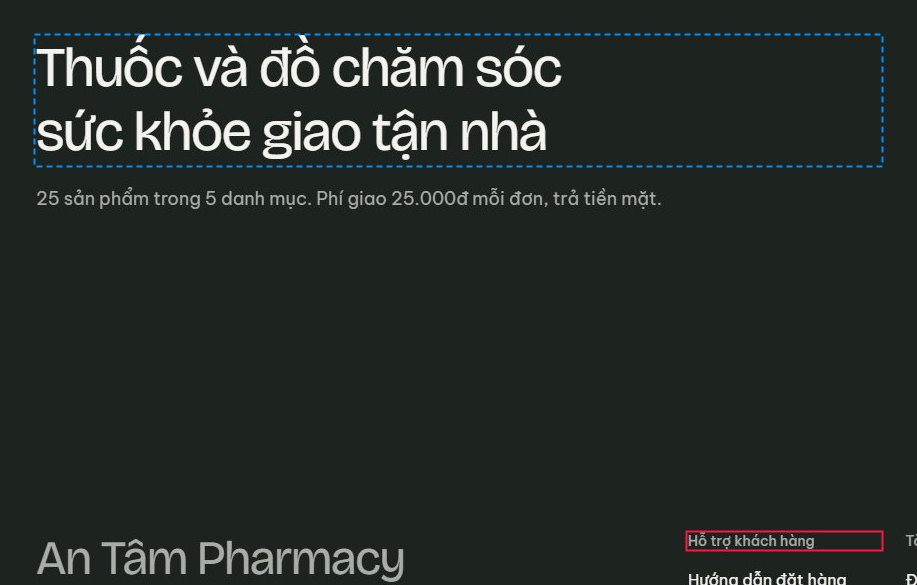 Thuốc và đồ chăm sóc
sức khỏe giao tận nhà
25 sản phẩm trong 5 danh mục. Phí giao 25.000đ mỗi đơn, trả tiền mặt.
An Tâm Pharmacy
Hỗ trợ khách hàng
Hướng dẫn đặt hàng